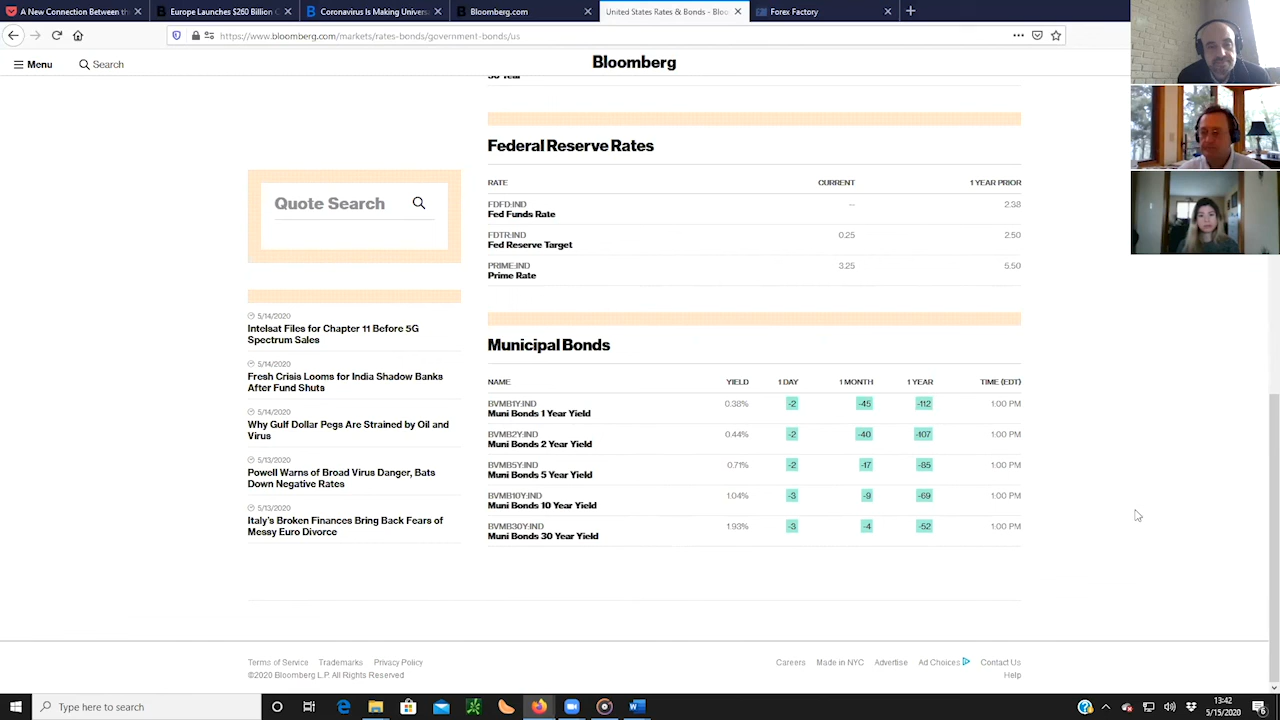 A New Connection Between the
Europe Launches $260 Billion C
Coronavirus Is Making Univers
Bloomberg.com
United States Rates & Bonds - Bloo
Forex Factory
https://www.bloomberg.com/markets/rates-bonds/government-bonds/us
Menu
Search
Bloomberg
30 Year
Federal Reserve Rates
RATE CURRENT 1 YEAR PRIOR
FDFD:IND -- 2.38
Fed Funds Rate
FDTR:IND 0.25 2.50
Fed Reserve Target
PRIME:IND 3.25 5.50
Prime Rate
Quote Search
5/14/2020
Intelsat Files for Chapter 11 Before 5G
Spectrum Sales
5/14/2020
Fresh Crisis Looms for India Shadow Banks
After Fund Shuts
5/14/2020
Why Gulf Dollar Pegs Are Strained by Oil and
Virus
5/13/2020
Powell Warns of Broad Virus Danger, Bats
Down Negative Rates
5/13/2020
Italy's Broken Finances Bring Back Fears of
Messy Euro Divorce
Municipal Bonds
NAME YIELD 1 DAY 1 MONTH 1 YEAR TIME (EDT)
BVMB1Y:IND 0.38% -2 -45 -112 1:00 PM
Muni Bonds 1 Year Yield
BVMB2Y:IND 0.44% -2 -40 -107 1:00 PM
Muni Bonds 2 Year Yield
BVMB5Y:IND 0.71% -2 -17 -85 1:00 PM
Muni Bonds 5 Year Yield
BVMB10Y:IND 1.04% -3 -9 -69 1:00 PM
Muni Bonds 10 Year Yield
BVMB30Y:IND 1.93% -3 -4 -52 1:00 PM
Muni Bonds 30 Year Yield
Terms of Service Trademarks Privacy Policy
©2020 Bloomberg L.P. All Rights Reserved
Careers Made in NYC Advertise Ad Choices Contact Us
Help
Type here to search
13:42
5/15/2020